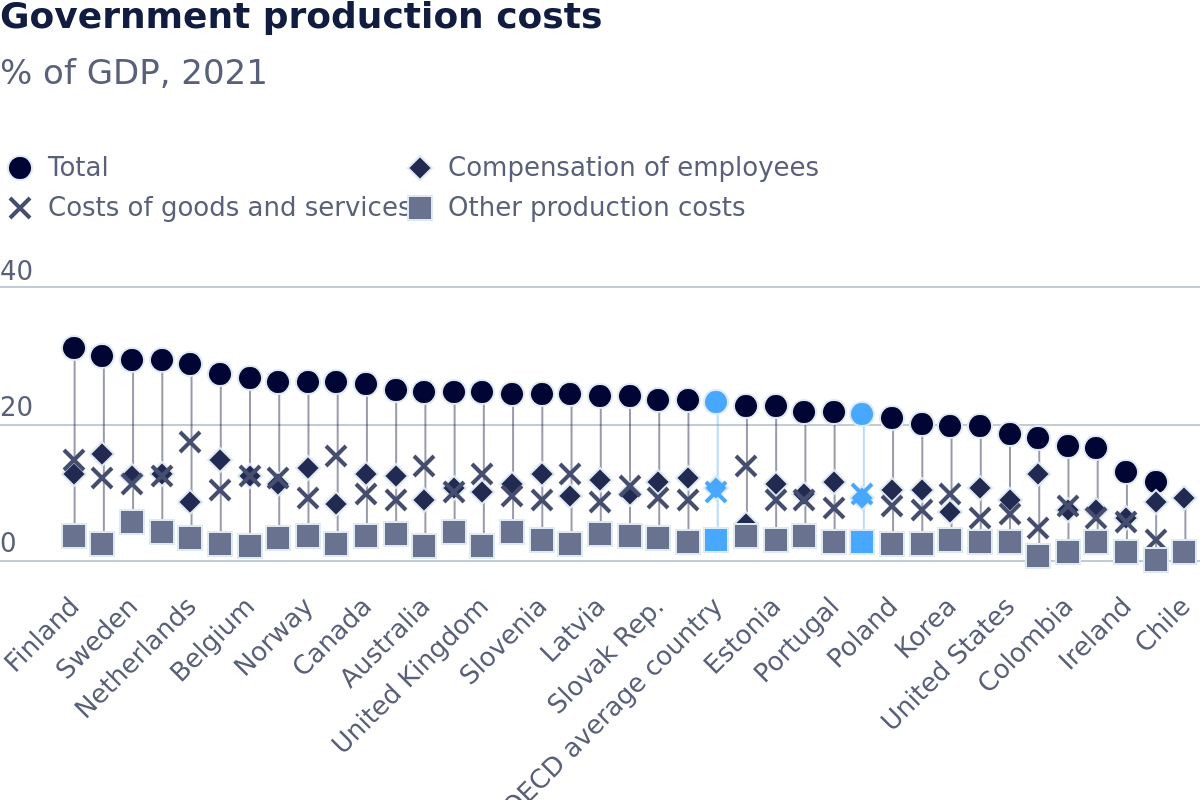 Government production costs
% of GDP, 2021
Total
Compensation of employees
Costs of goods and services
Other production costs
40
20
0
Finland
Sweden
Netherlands
Belgium
Norway
Canada
Australia
United Kingdom
Slovenia
Latvia
Slovak Rep.
OECD average country
Estonia
Portugal
Poland
Korea
United States
Colombia
Ireland
Chile